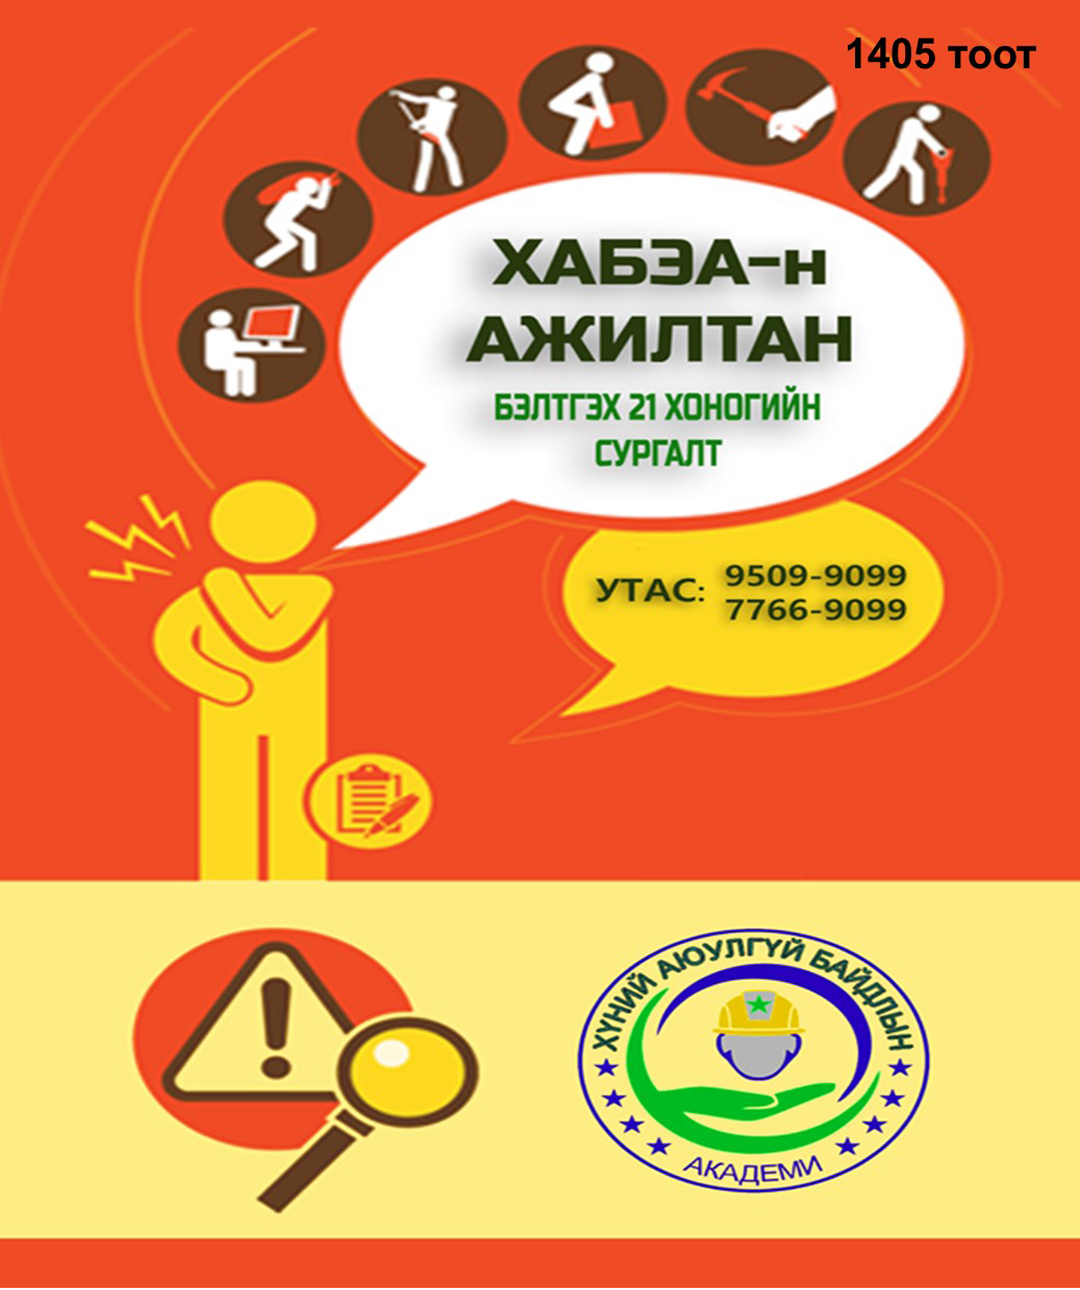 1405 тоот
ХАБЭА-н
АЖИЛТАН
БЭЛТГЭХ 21 ХОНОГИЙН
СУРГАЛТ
УТАС: 9509-9099
7766-9099
ХҮНИЙ АЮУЛГҮЙ БАЙДЛЫН
АКАДЕМИ